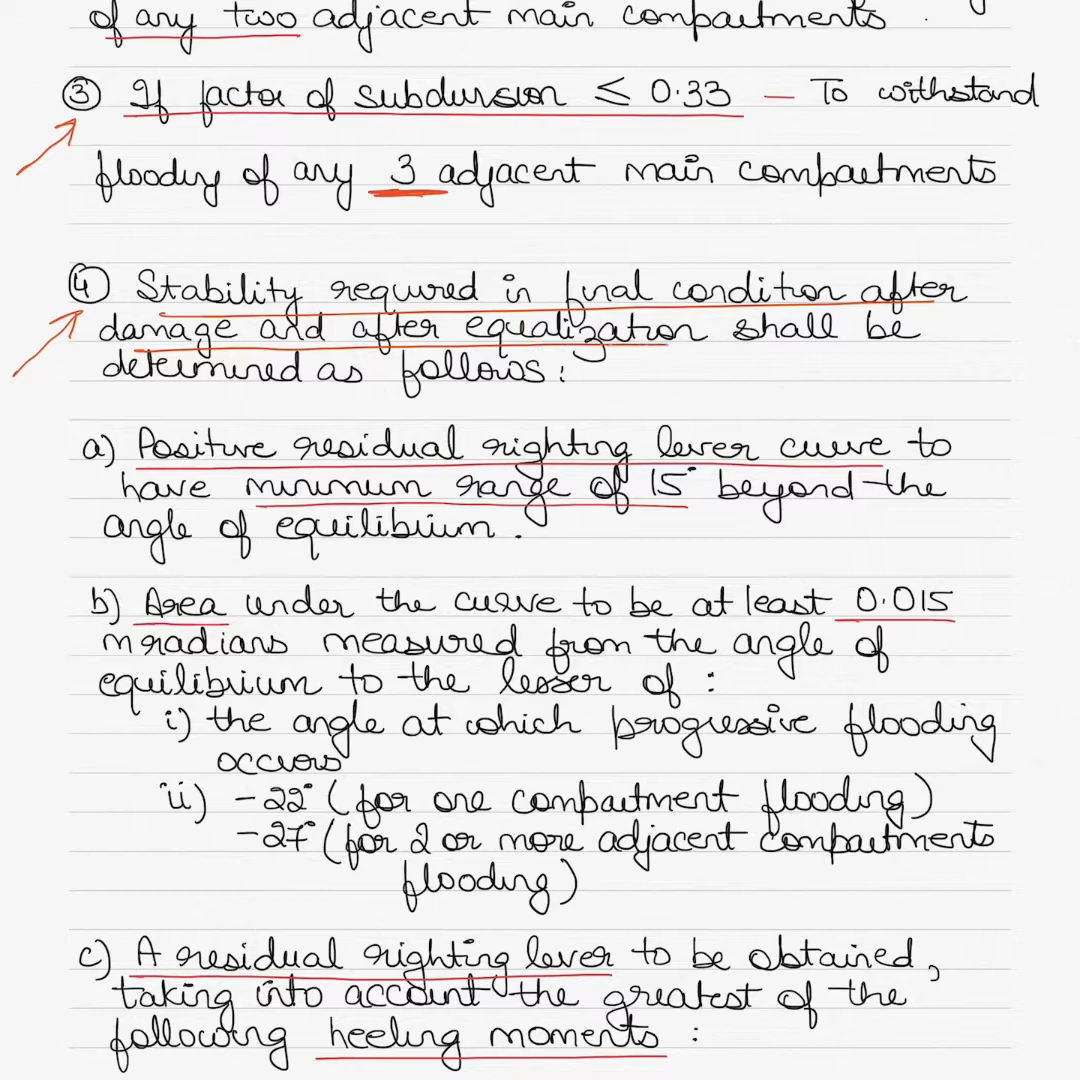 of any two adjacent main compartments .
③ If factor of subdivision ≤ 0.33 — To withstand
flooding of any 3 adjacent main compartments
④ Stability required in final condition after
damage and after equalization shall be
determined as follows:
a) Positive residual righting lever curve to
have minimum range of 15° beyond the
angle of equilibrium.
b) Area under the curve to be at least 0.015
mradians measured from the angle of
equilibrium to the lesser of :
i) the angle at which progressive flooding
occurs
ii) -22° (for one compartment flooding)
-27° (for 2 or more adjacent compartments
flooding)
c) A residual righting lever to be obtained,
taking into account the greatest of the
following heeling moments :